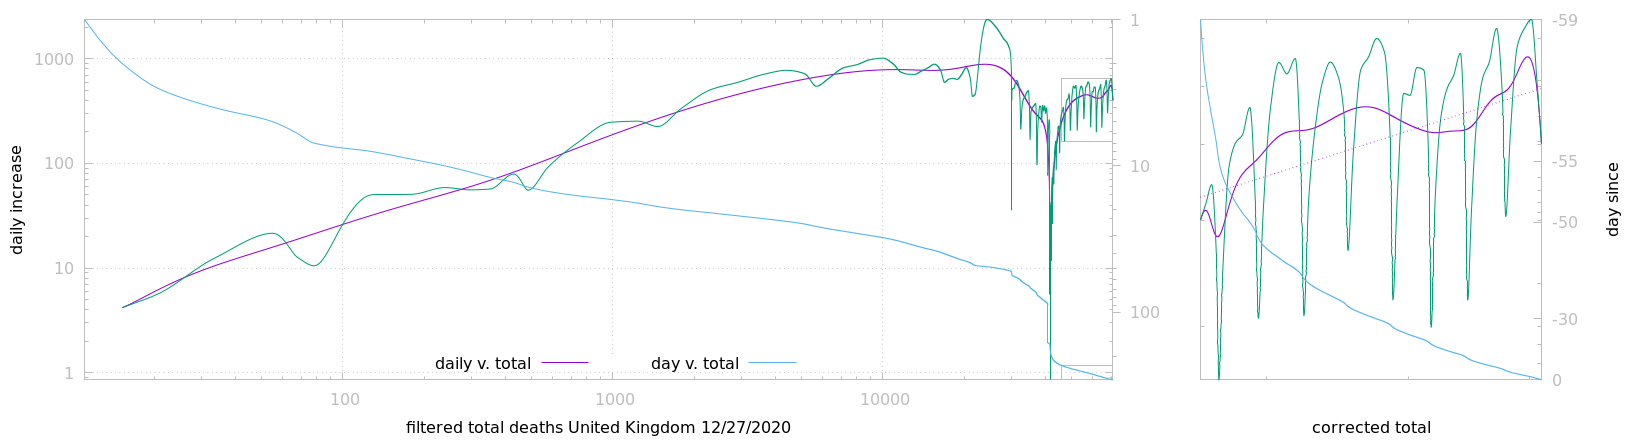 1000
100
10
1
daily increase
1
10
100
daily v. total
day v. total
100
1000
10000
filtered total deaths United Kingdom 12/27/2020
-59
-55
-50
-30
0
day since
corrected total